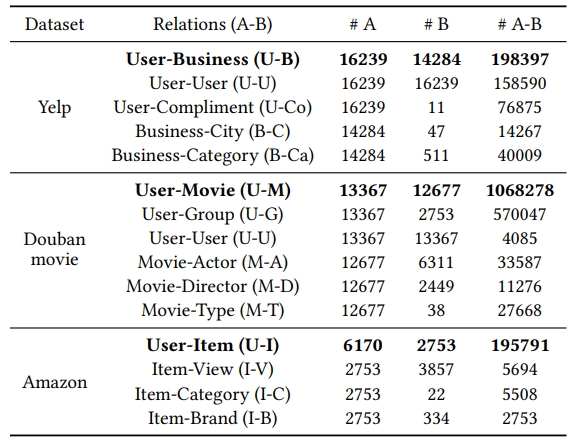 Dataset Relations (A-B) # A # B # A-B
User-Business (U-B) 16239 14284 198397
User-User (U-U) 16239 16239 158590
Yelp User-Compliment (U-Co) 16239 11 76875
Business-City (B-C) 14284 47 14267
Business-Category (B-Ca) 14284 511 40009
User-Movie (U-M) 13367 12677 1068278
User-Group (U-G) 13367 2753 570047
Douban User-User (U-U) 13367 13367 4085
movie Movie-Actor (M-A) 12677 6311 33587
Movie-Director (M-D) 12677 2449 11276
Movie-Type (M-T) 12677 38 27668
User-Item (U-I) 6170 2753 195791
Item-View (I-V) 2753 3857 5694
Amazon Item-Category (I-C) 2753 22 5508
Item-Brand (I-B) 2753 334 2753